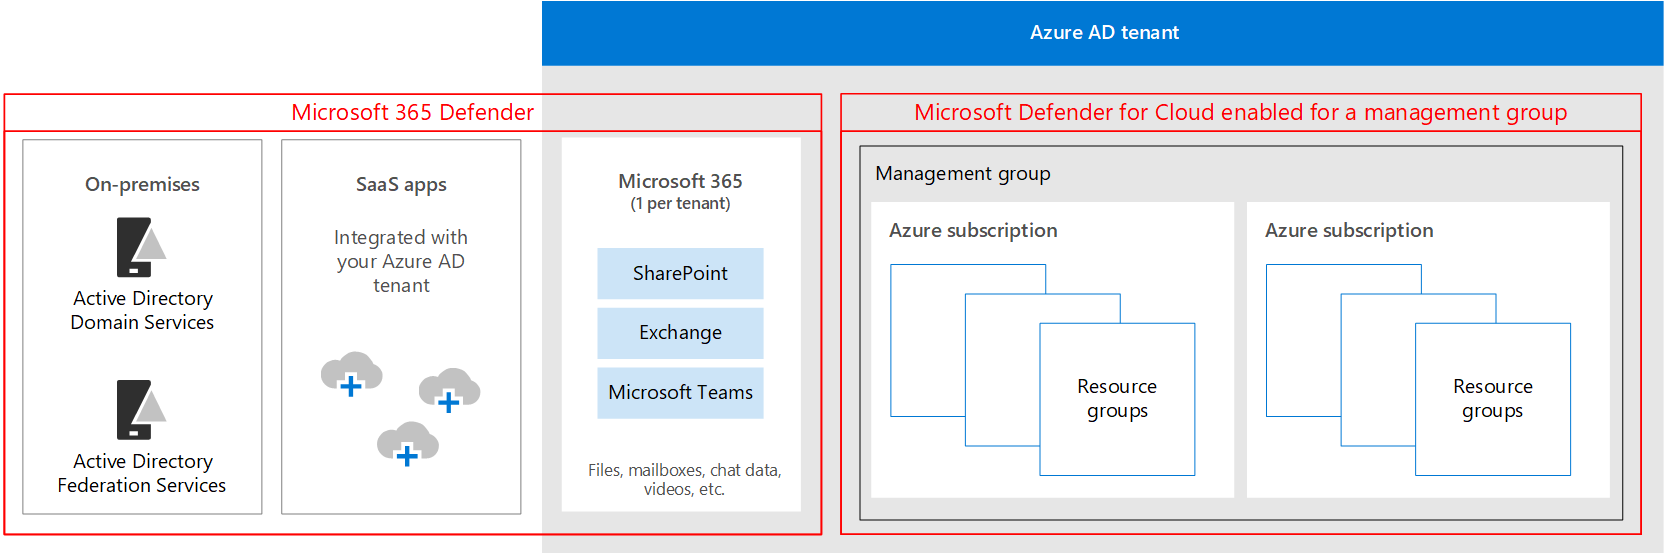 Azure AD tenant
Microsoft 365 Defender
Microsoft Defender for Cloud enabled for a management group
On-premises
Active Directory
Domain Services
Active Directory
Federation Services
SaaS apps
Integrated with
your Azure AD
tenant
Microsoft 365
(1 per tenant)
SharePoint
Exchange
Microsoft Teams
Files, mailboxes, chat data,
videos, etc.
Management group
Azure subscription
Resource
groups
Azure subscription
Resource
groups